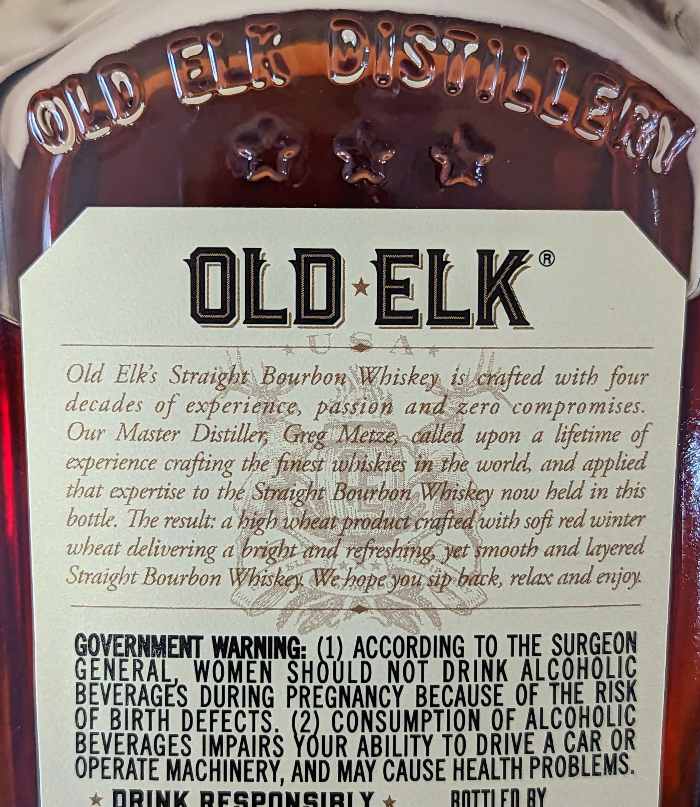 OLD ELK DISTILLERY
OLD ELK®
USA
Old Elk's Straight Bourbon Whiskey is crafted with four
decades of experience, passion and zero compromises.
Our Master Distiller, Greg Metze, called upon a lifetime of
experience crafting the finest whiskies in the world, and applied
that expertise to the Straight Bourbon Whiskey now held in this
bottle. The result: a high wheat product crafted with soft red winter
wheat delivering a bright and refreshing, yet smooth and layered
Straight Bourbon Whiskey. We hope you sip back, relax and enjoy.
GOVERNMENT WARNING: (1) ACCORDING TO THE SURGEON
GENERAL, WOMEN SHOULD NOT DRINK ALCOHOLIC
BEVERAGES DURING PREGNANCY BECAUSE OF THE RISK
OF BIRTH DEFECTS. (2) CONSUMPTION OF ALCOHOLIC
BEVERAGES IMPAIRS YOUR ABILITY TO DRIVE A CAR OR
OPERATE MACHINERY, AND MAY CAUSE HEALTH PROBLEMS.
DRINK RESPONSIBLY BOTTLED BY